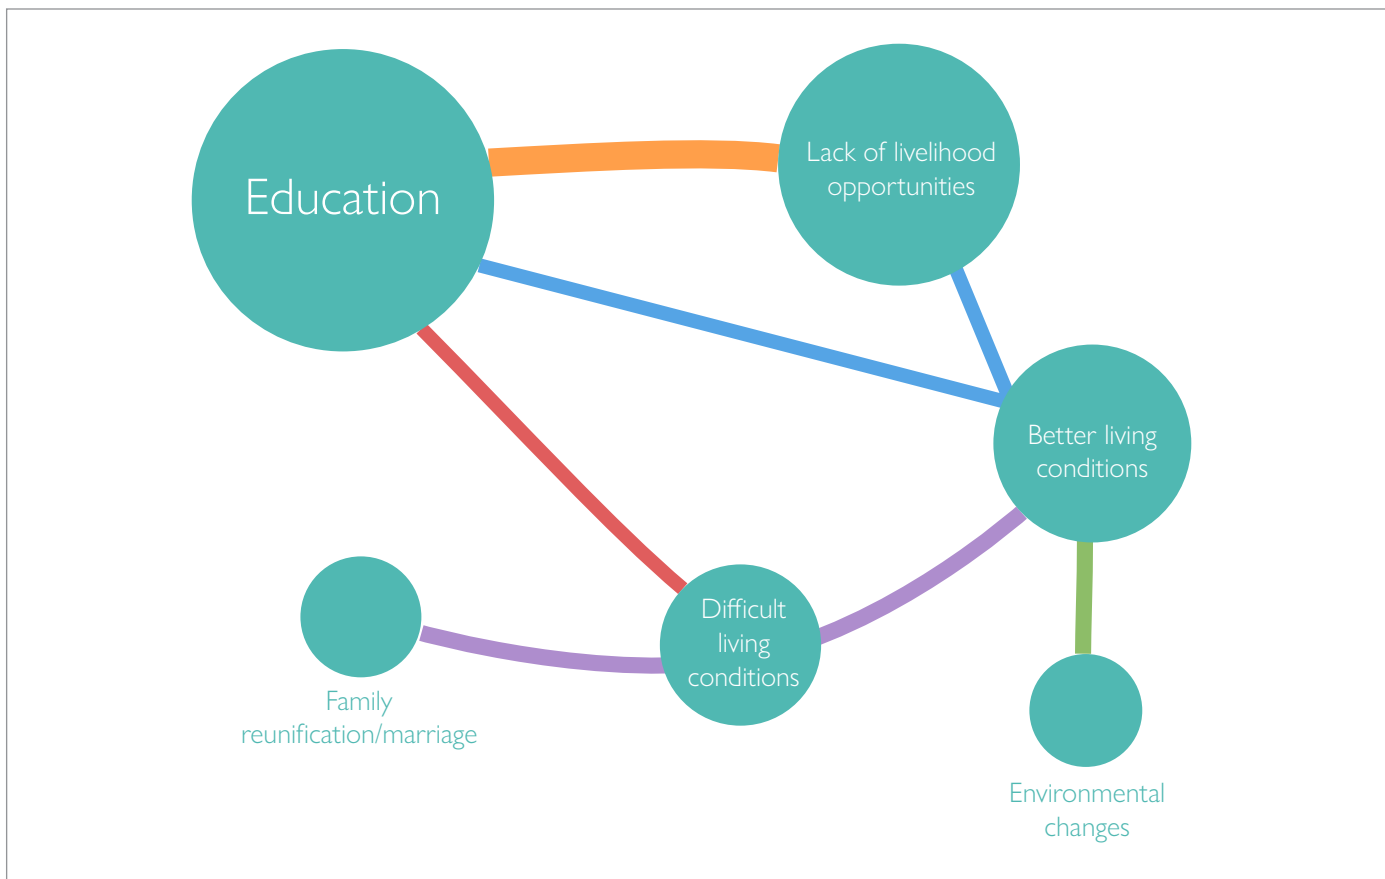 Education
Lack of livelihood
opportunities
Better living
conditions
Difficult
living
conditions
Family
reunification/marriage
Environmental
changes